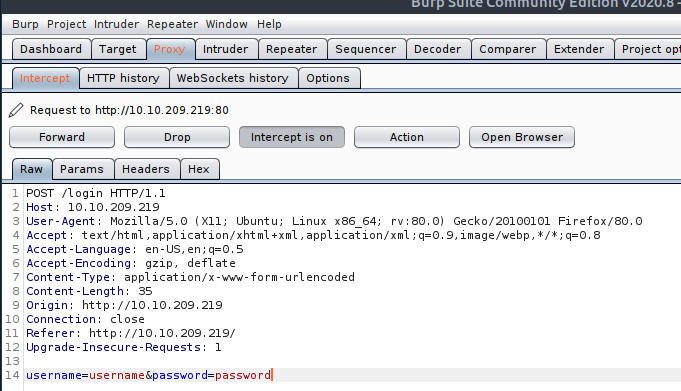 Burp Suite Community Edition v2020.8 -
Burp Project Intruder Repeater Window Help
Dashboard Target Proxy Intruder Repeater Sequencer Decoder Comparer Extender Project opt
Intercept HTTP history WebSockets history Options
Request to http://10.10.209.219:80
Forward Drop Intercept is on Action Open Browser
Raw Params Headers Hex
1 POST /login HTTP/1.1
2 Host: 10.10.209.219
3 User-Agent: Mozilla/5.0 (X11; Ubuntu; Linux x86_64; rv:80.0) Gecko/20100101 Firefox/80.0
4 Accept: text/html,application/xhtml+xml,application/xml;q=0.9,image/webp,*/*;q=0.8
5 Accept-Language: en-US,en;q=0.5
6 Accept-Encoding: gzip, deflate
7 Content-Type: application/x-www-form-urlencoded
8 Content-Length: 35
9 Origin: http://10.10.209.219
10 Connection: close
11 Referer: http://10.10.209.219/
12 Upgrade-Insecure-Requests: 1
13
14 username=username&password=password